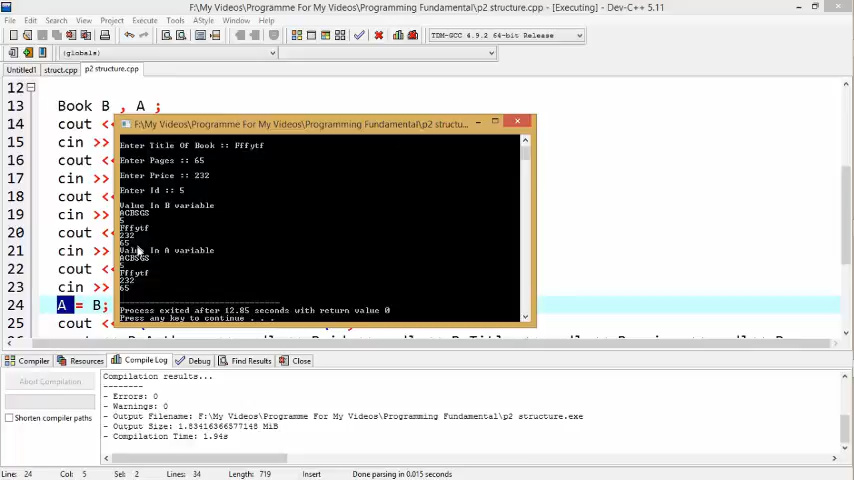 F:\My Videos\Programme For My Videos\Programming Fundamental\p2 structure.cpp - [Executing] - Dev-C++ 5.11
File Edit Search View Project Execute Tools AStyle Window Help
TDM-GCC 4.9.2 64-bit Release
(globals)
Untitled1 struct.cpp p2 structure.cpp
12
13 Book B , A ;
14 cout <
15 cin >>
16 cout <
17 cin >>
18 cout <
19 cin >>
20 cout <
21 cin >>
22 cout <
23 cin >>
24 A = B;
25 cout <
F:\My Videos\Programme For My Videos\Programming Fundamental\p2 structu...
Enter Title Of Book :: Fffytf
Enter Pages :: 65
Enter Price :: 232
Enter Id :: 5
Value In B variable
ACBSGS
5
Fffytf
232
65
Value In A variable
ACBSGS
5
Fffytf
232
65
Process exited after 12.85 seconds with return value 0
Press any key to continue . . .
Compiler Resources Compile Log Debug Find Results Close
Abort Compilation
Shorten compiler paths
Compilation results...
--------
- Errors: 0
- Warnings: 0
- Output Filename: F:\My Videos\Programme For My Videos\Programming Fundamental\p2 structure.exe
- Output Size: 1.83416366577148 MiB
- Compilation Time: 1.94s
Line: 24 Col: 5 Sel: 2 Lines: 34 Length: 719 Insert Done parsing in 0.015 seconds